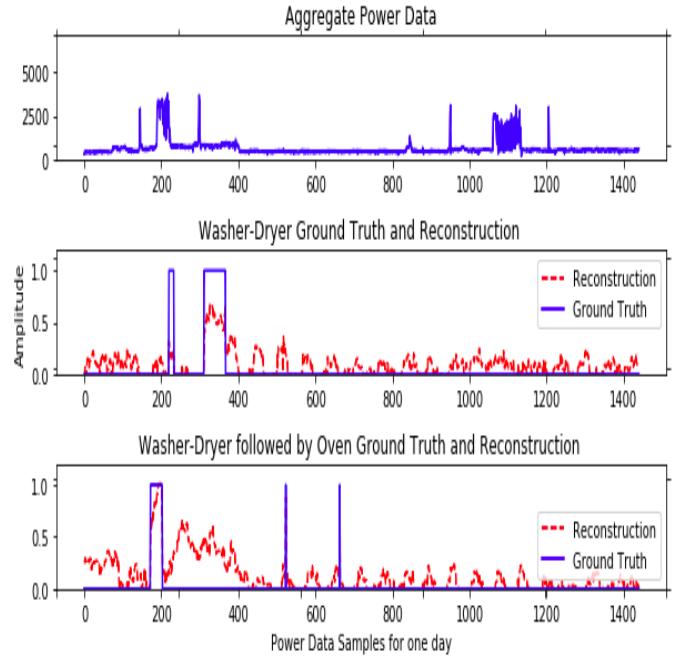 Aggregate Power Data
5000
2500
0
0 200 400 600 800 1000 1200 1400
Washer-Dryer Ground Truth and Reconstruction
Amplitude
1.0
0.5
0.0
Reconstruction
Ground Truth
0 200 400 600 800 1000 1200 1400
Washer-Dryer followed by Oven Ground Truth and Reconstruction
1.0
0.5
0.0
Reconstruction
Ground Truth
0 200 400 600 800 1000 1200 1400
Power Data Samples for one day